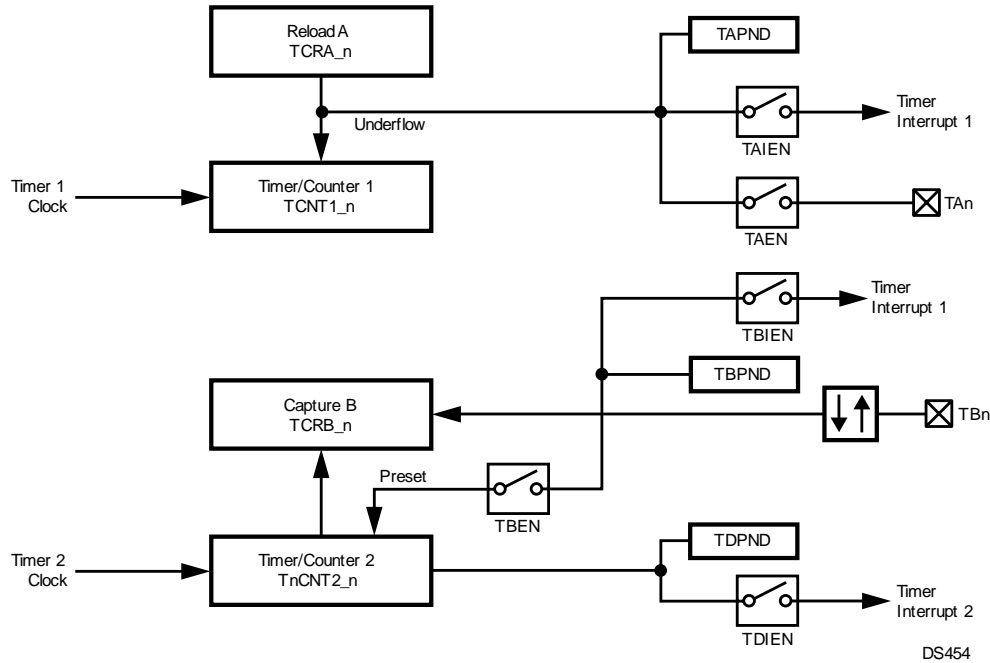 Reload A
TCRA_n
TAPND
Underflow
Timer
Interrupt 1
TAIEN
Timer 1
Clock
Timer/Counter 1
TCNT1_n
TAn
TAEN
Timer
Interrupt 1
TBIEN
TBPND
Capture B
TCRB_n
TBn
Preset
TBEN
TDPND
Timer 2
Clock
Timer/Counter 2
TnCNT2_n
Timer
Interrupt 2
TDIEN
DS454